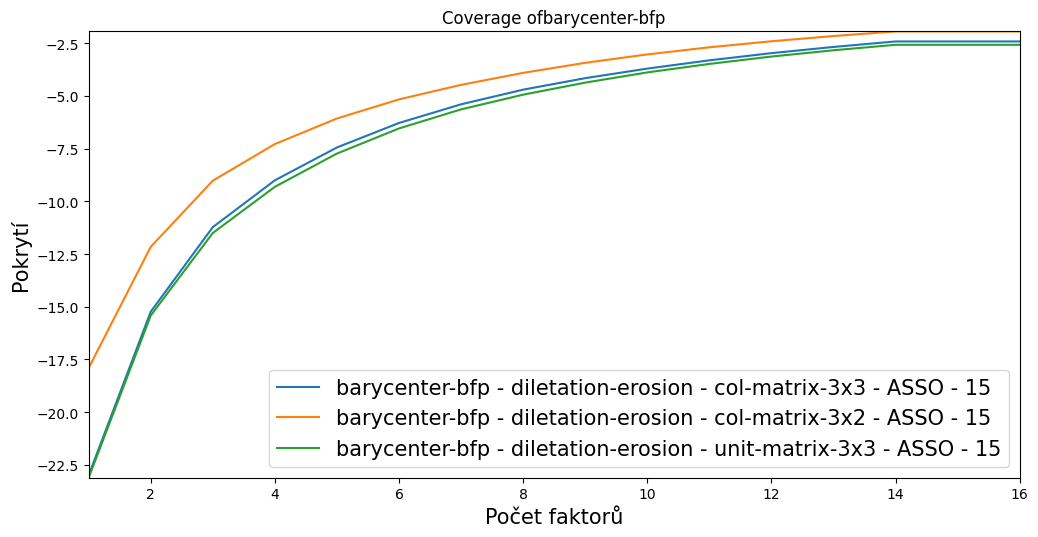 Coverage ofbarycenter-bfp
Pokrytí
−2.5
−5.0
−7.5
−10.0
−12.5
−15.0
−17.5
−20.0
−22.5
barycenter-bfp - diletation-erosion - col-matrix-3x3 - ASSO - 15
barycenter-bfp - diletation-erosion - col-matrix-3x2 - ASSO - 15
barycenter-bfp - diletation-erosion - unit-matrix-3x3 - ASSO - 15
2 4 6 8 10 12 14 16
Počet faktorů